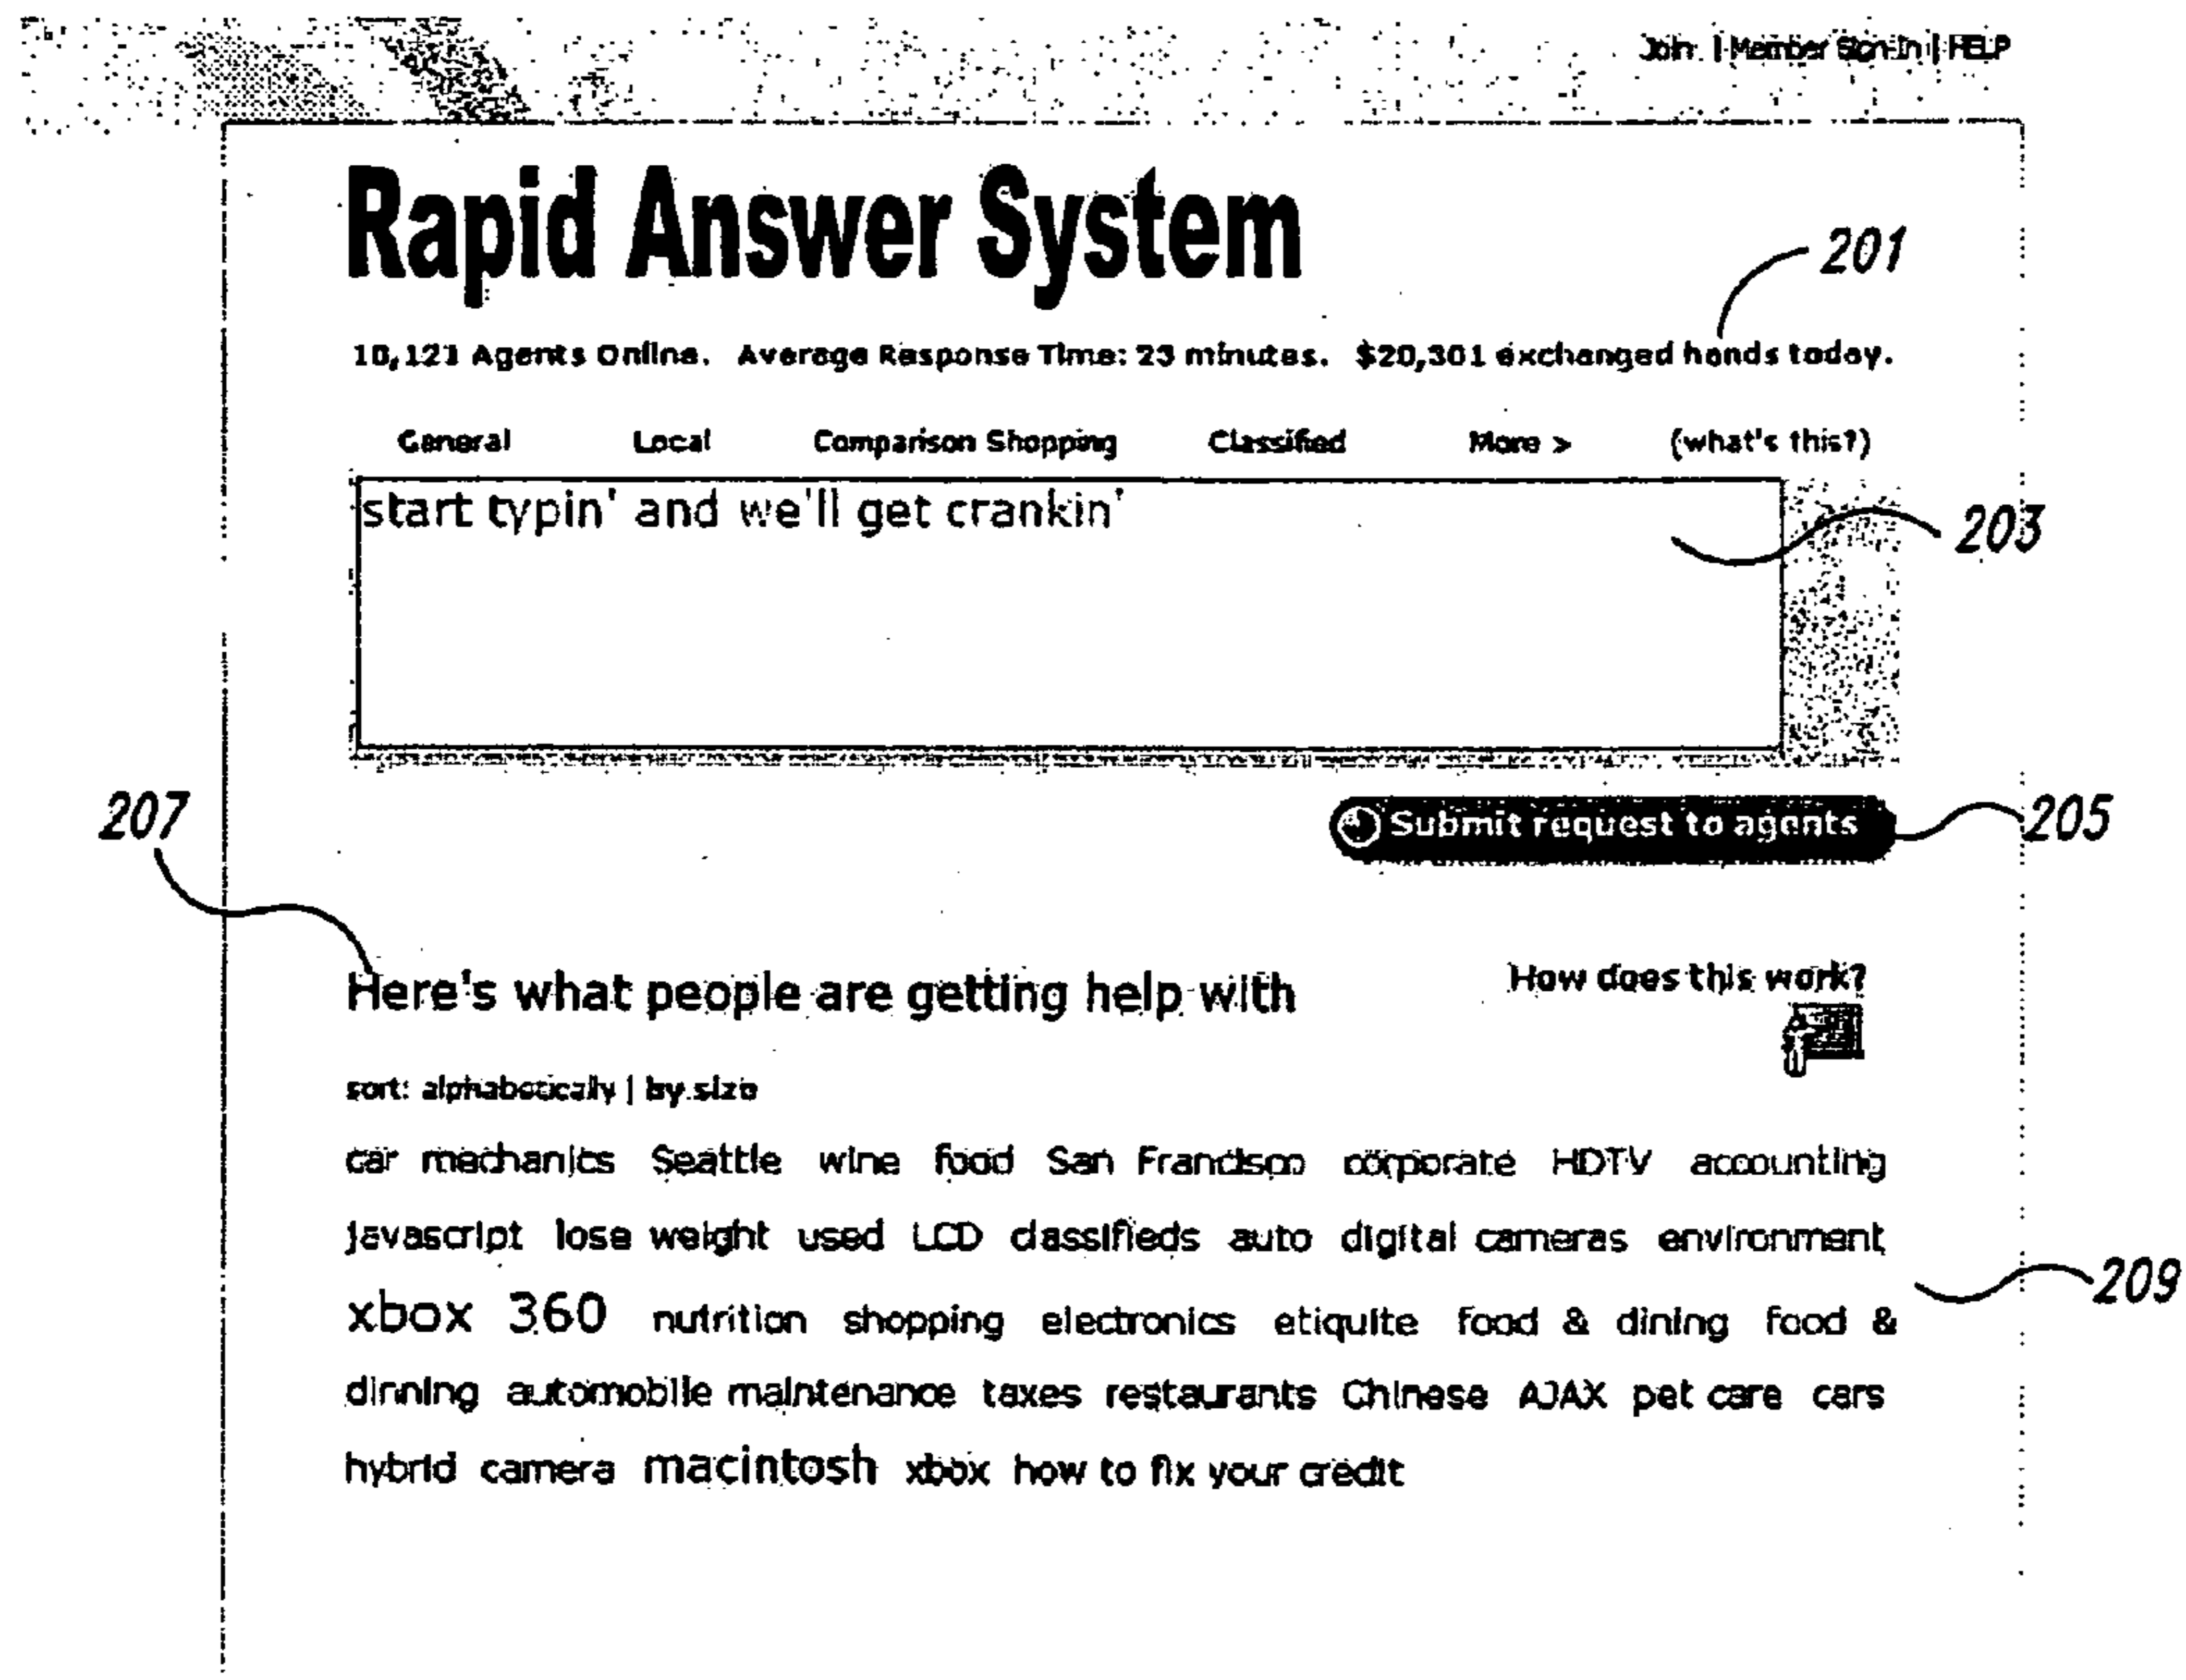 Join | Member Sign-In | HELP
Rapid Answer System
201
10,121 Agents Online. Average Response Time: 23 minutes. $20,301 exchanged hands today.
General Local Comparison Shopping Classified More > (what's this?)
start typin' and we'll get crankin'
203
Submit request to agents
205
207
Here's what people are getting help with
How does this work?
sort: alphabetically | by size
car mechanics Seattle wine food San Francisco corporate HDTV accounting
javascript lose weight used LCD classifieds auto digital cameras environment
209
xbox 360 nutrition shopping electronics etiquite food & dining food &
dinning automobile maintenance taxes restaurants Chinese AJAX pet care cars
hybrid camera macintosh xbox how to fix your credit